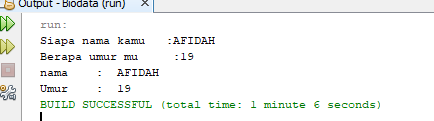 Output - Biodata (run)
run:
Siapa nama kamu   :AFIDAH
Berapa umur mu    :19
nama    :  AFIDAH
Umur    :  19
BUILD SUCCESSFUL (total time: 1 minute 6 seconds)